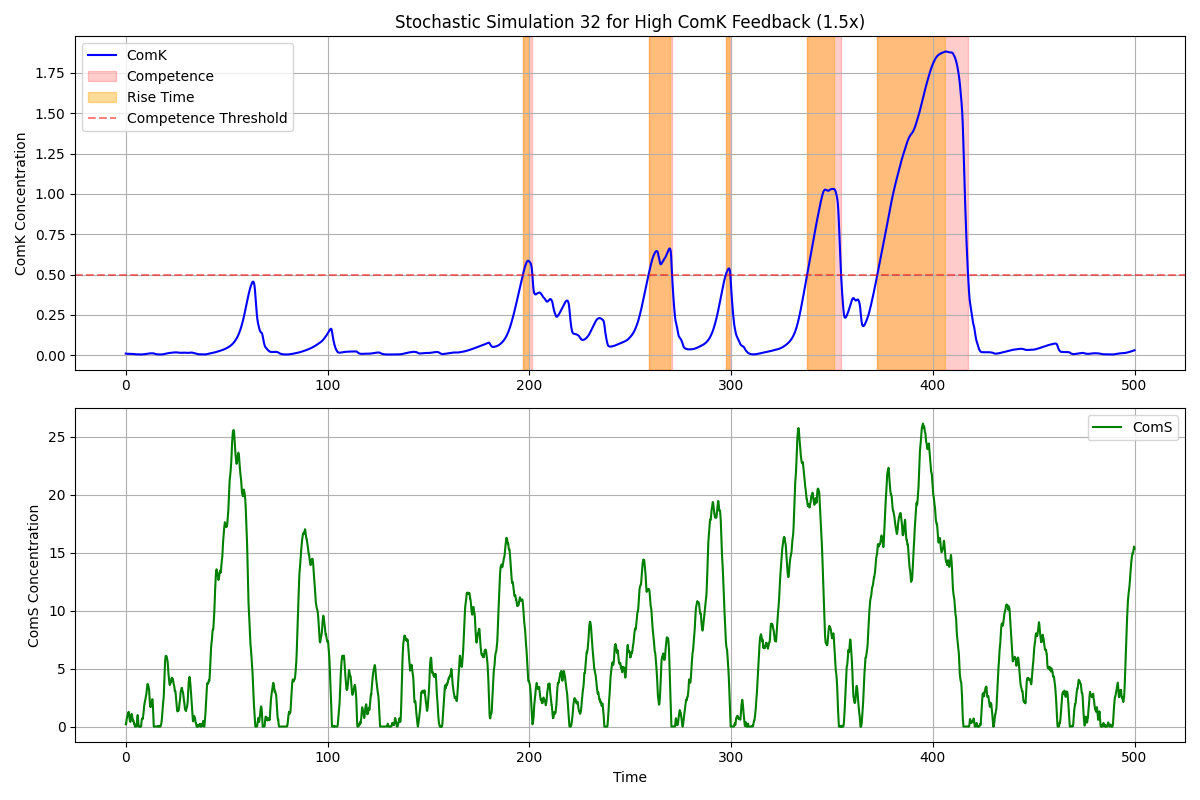 Stochastic Simulation 32 for High ComK Feedback (1.5x)
ComK
Competence
Rise Time
Competence Threshold
ComK Concentration
1.75
1.50
1.25
1.00
0.75
0.50
0.25
0.00
0 100 200 300 400 500
ComS
ComS Concentration
25
20
15
10
5
0
0 100 200 300 400 500
Time